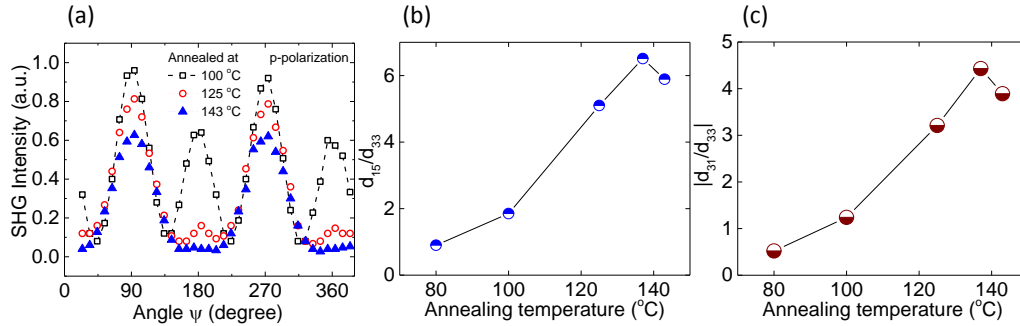 (a)
SHG Intensity (a.u.)
1.0
0.8
0.6
0.4
0.2
0.0
Annealed at
100 °C
125 °C
143 °C
p-polarization
0 90 180 270 360
Angle ψ (degree)
(b)
d15/d33
6
4
2
0
80 100 120 140
Annealing temperature (°C)
(c)
|d31/d33|
5
4
3
2
1
0
80 100 120 140
Annealing temperature (°C)